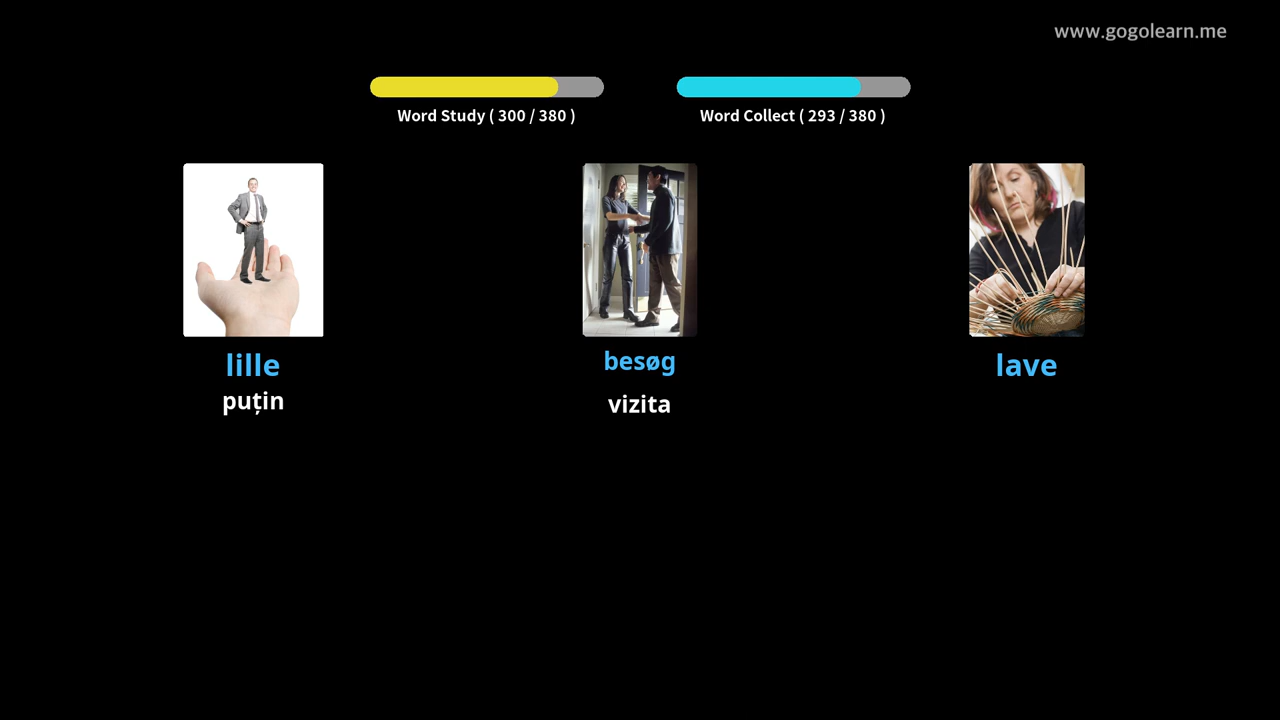 www.gogolearn.me
Word Study ( 300 / 380 )
Word Collect ( 293 / 380 )
lille
besøg
lave
puțin
vizita